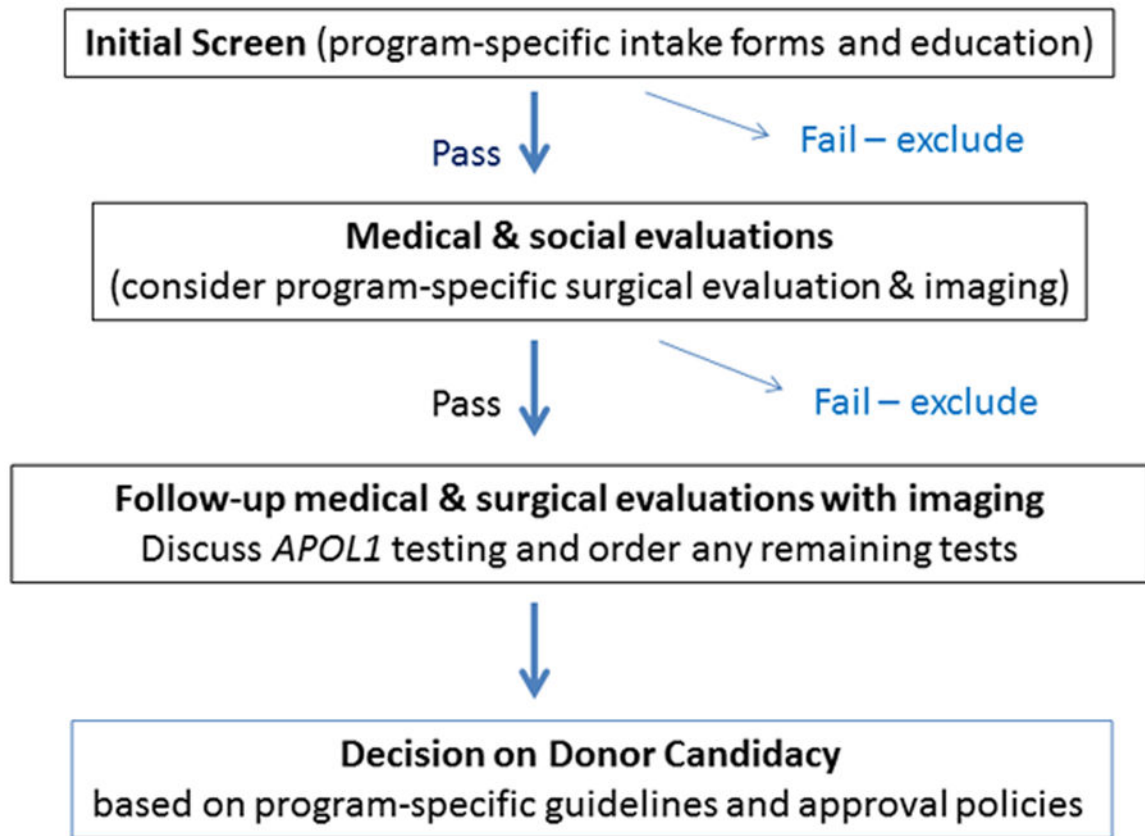 Initial Screen (program-specific intake forms and education)
Pass
Fail – exclude
Medical & social evaluations
(consider program-specific surgical evaluation & imaging)
Pass
Fail – exclude
Follow-up medical & surgical evaluations with imaging
Discuss APOL1 testing and order any remaining tests
Decision on Donor Candidacy
based on program-specific guidelines and approval policies